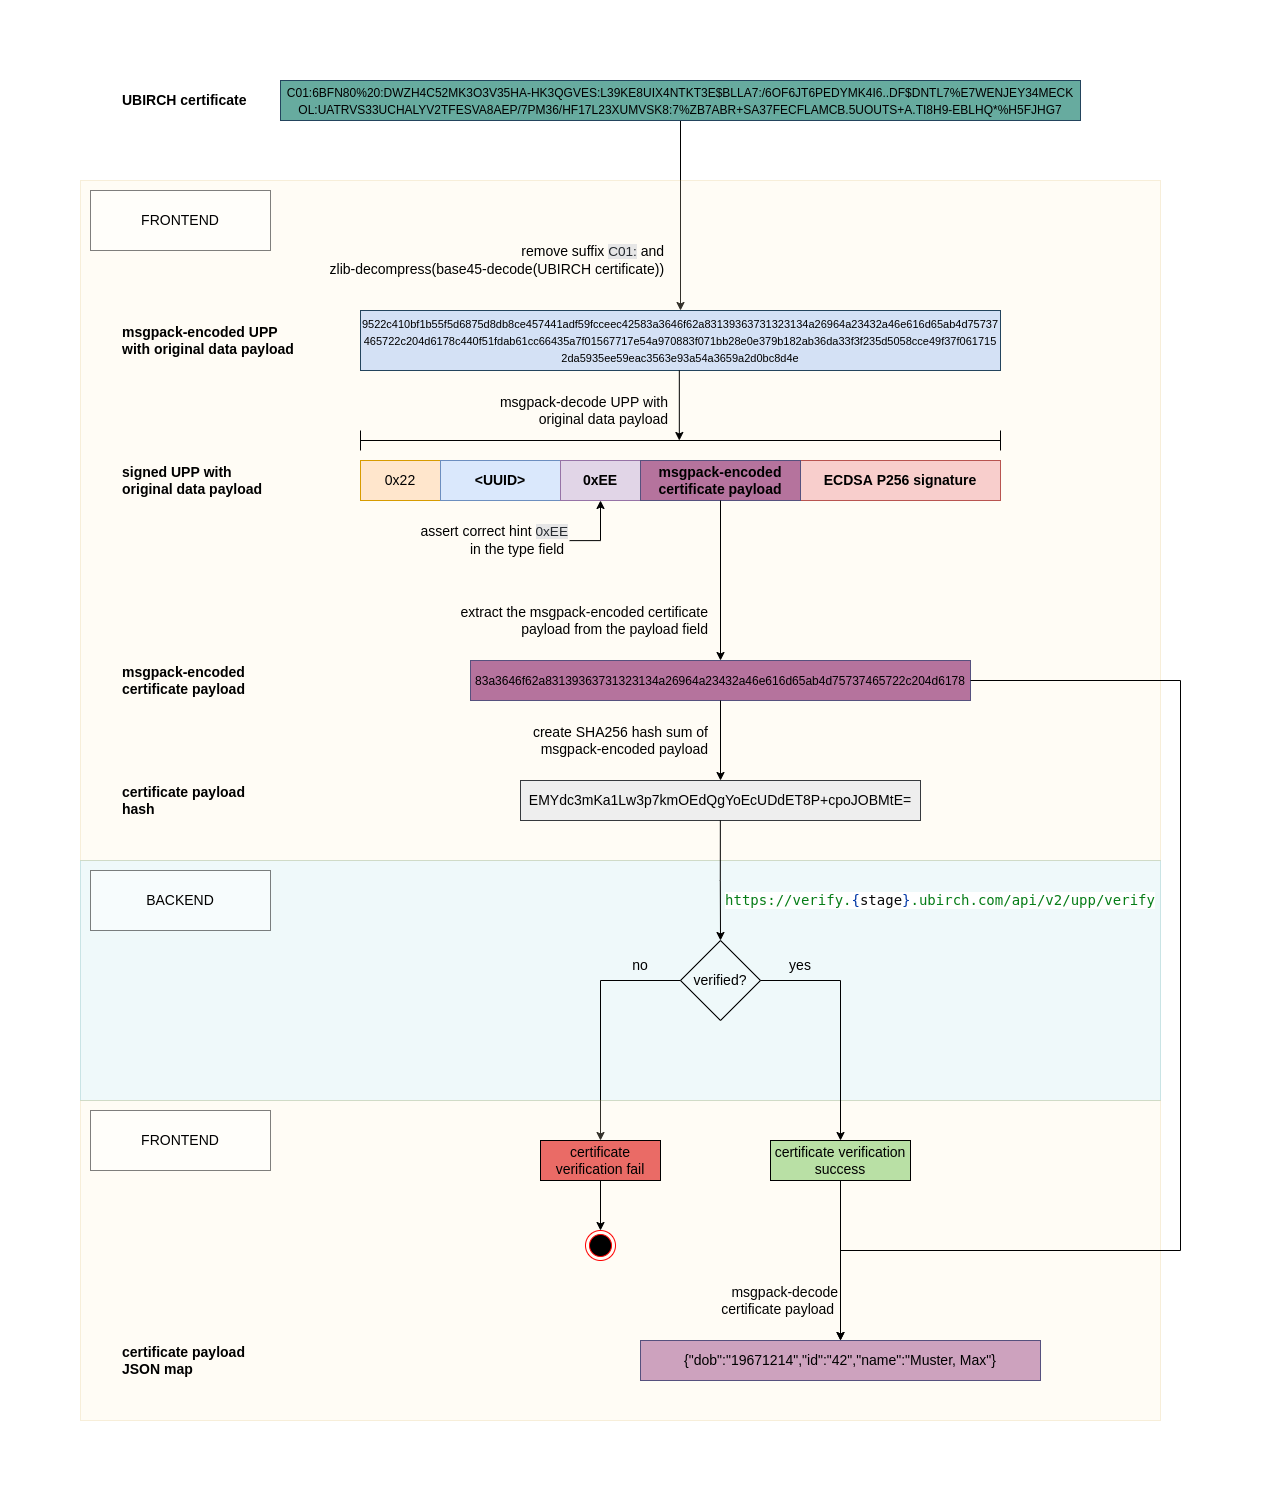 UBIRCH certificate
C01:6BFN80%20:DWZH4C52MK3O3V35HA-HK3QGVES:L39KE8UIX4NTKT3E$BLLA7:/6OF6JT6PEDYMK4I6..DF$DNTL7%E7WENJEY34MECK
OL:UATRVS33UCHALYV2TFESVA8AEP/7PM36/HF17L23XUMVSK8:7%ZB7ABR+SA37FECFLAMCB.5UOUTS+A.TI8H9-EBLHQ*%H5FJHG7
FRONTEND
remove suffix C01: and
zlib-decompress(base45-decode(UBIRCH certificate))
msgpack-encoded UPP
with original data payload
9522c410bf1b55f5d6875d8db8ce457441adf59fcceec42583a3646f62a83139363731323134a26964a23432a46e616d65ab4d75737
465722c204d6178c440f51fdab61cc66435a7f01567717e54a970883f071bb28e0e379b182ab36da33f3f235d5058cce49f37f061715
2da5935ee59eac3563e93a54a3659a2d0bc8d4e
msgpack-decode UPP with
original data payload
signed UPP with
original data payload
0x22
<UUID>
0xEE
msgpack-encoded
certificate payload
ECDSA P256 signature
assert correct hint 0xEE
in the type field
extract the msgpack-encoded certificate
payload from the payload field
msgpack-encoded
certificate payload
83a3646f62a83139363731323134a26964a23432a46e616d65ab4d75737465722c204d6178
create SHA256 hash sum of
msgpack-encoded payload
certificate payload
hash
EMYdc3mKa1Lw3p7kmOEdQgYoEcUDdET8P+cpoJOBMtE=
BACKEND
https://verify.{stage}.ubirch.com/api/v2/upp/verify
no
yes
verified?
FRONTEND
certificate
verification fail
certificate verification
success
msgpack-decode
certificate payload
certificate payload
JSON map
{"dob":"19671214","id":"42","name":"Muster, Max"}